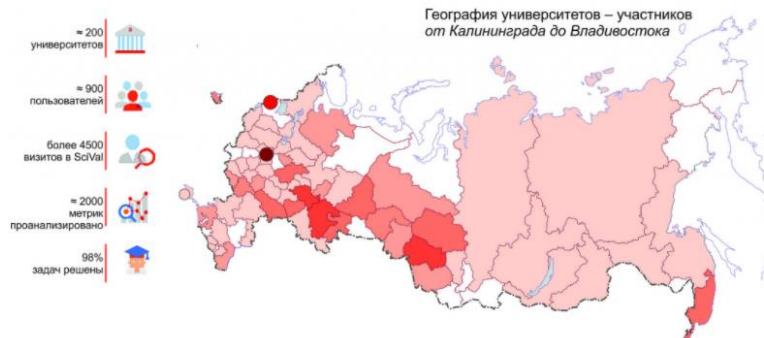 География университетов – участников
от Калининграда до Владивостока
≈ 200
университетов
≈ 900
пользователей
более 4500
визитов в SciVal
≈ 2000
метрик
проанализировано
98%
задач решены